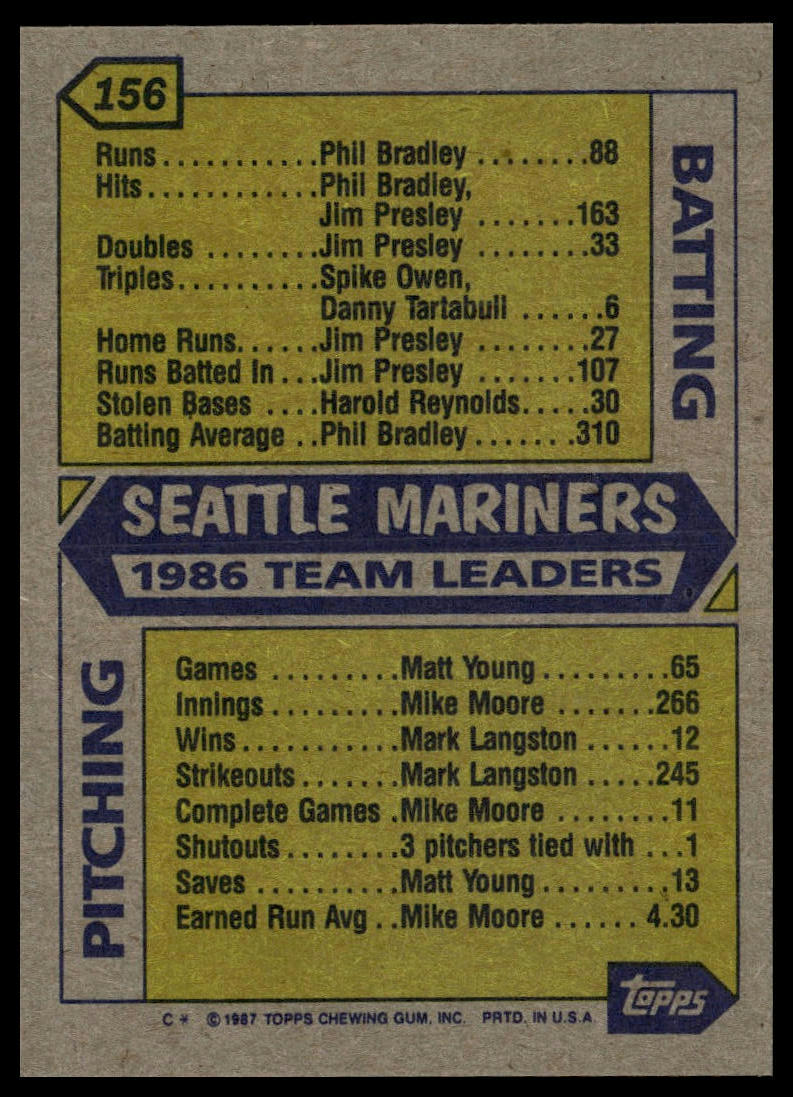 156
BATTING
Runs...........Phil Bradley ........88
Hits............Phil Bradley,
Jim Presley .......163
Doubles ........Jim Presley ........33
Triples..........Spike Owen,
Danny Tartabull ......6
Home Runs......Jim Presley ........27
Runs Batted In ...Jim Presley .......107
Stolen Bases ....Harold Reynolds.....30
Batting Average ..Phil Bradley.......310
SEATTLE MARINERS
1986 TEAM LEADERS
PITCHING
Games .........Matt Young.........65
Innings.........Mike Moore .......266
Wins...........Mark Langston ......12
Strikeouts.......Mark Langston .....245
Complete Games .Mike Moore ........11
Shutouts........3 pitchers tied with ...1
Saves ..........Matt Young.........13
Earned Run Avg ..Mike Moore ......4.30
topps
C* ©1987 TOPPS CHEWING GUM, INC. PRTD. IN U.S.A.